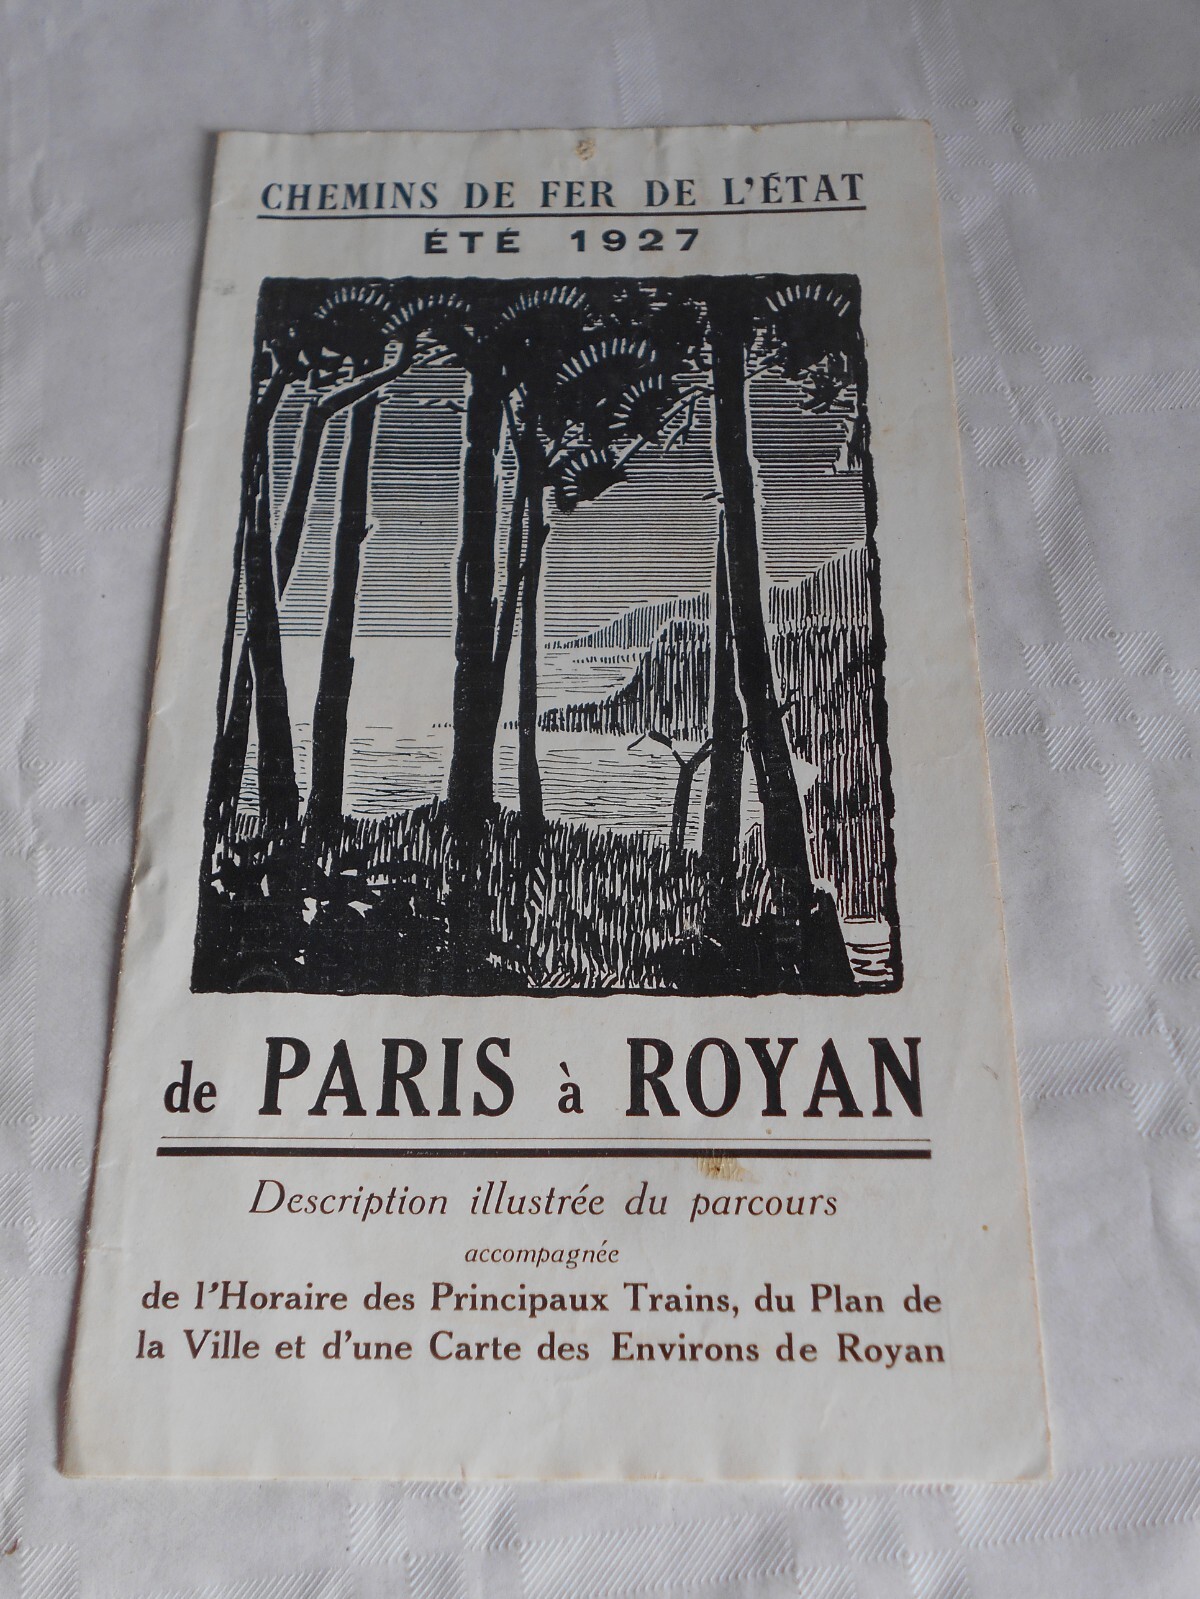 CHEMINS DE FER DE L'ÉTAT
ÉTÉ 1927
de PARIS à ROYAN
Description illustrée du parcours
accompagnée
de l'Horaire des Principaux Trains, du Plan de
la Ville et d'une Carte des Environs de Royan